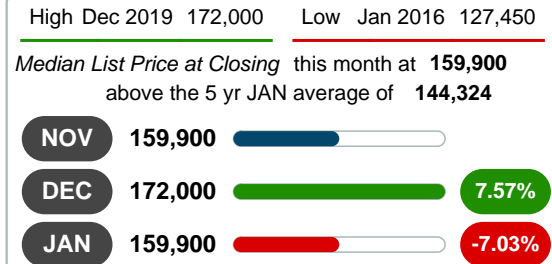 High Dec 2019 172,000 Low Jan 2016 127,450
Median List Price at Closing this month at 159,900
above the 5 yr JAN average of 144,324
NOV 159,900
DEC 172,000 7.57%
JAN 159,900 -7.03%